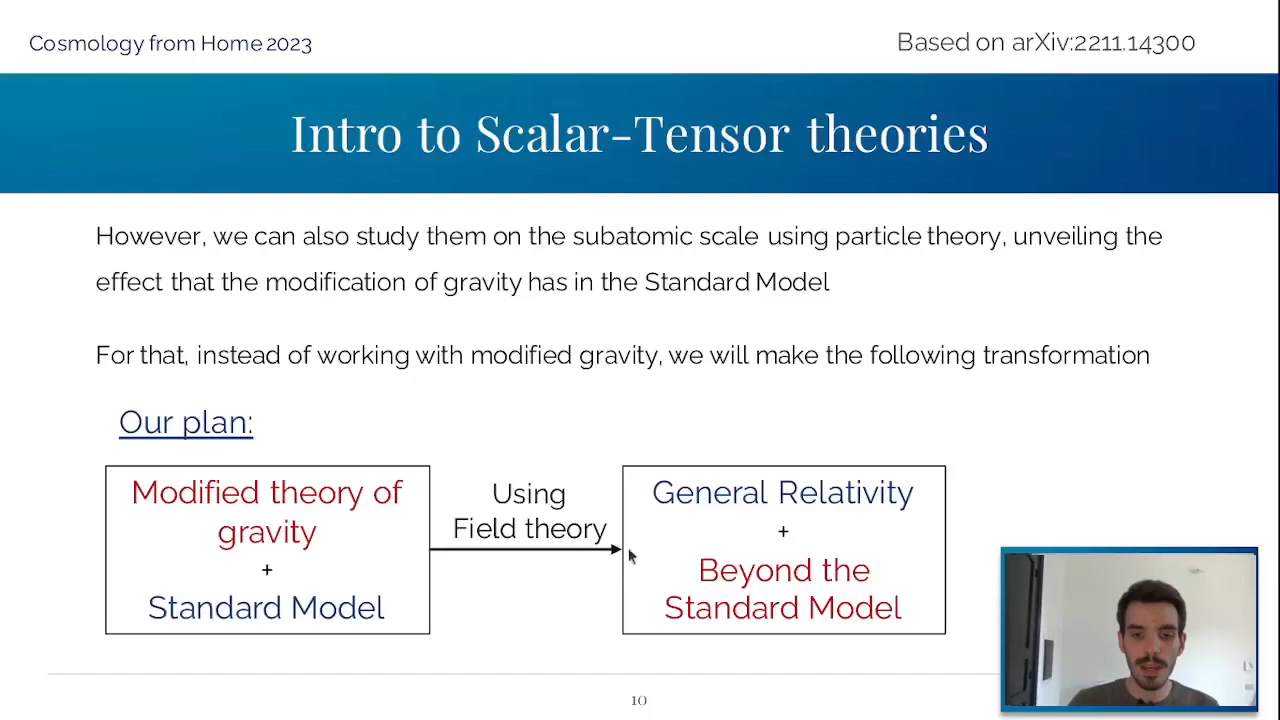 Cosmology from Home 2023
Based on arXiv:2211.14300
Intro to Scalar-Tensor theories
However, we can also study them on the subatomic scale using particle theory, unveiling the
effect that the modification of gravity has in the Standard Model
For that, instead of working with modified gravity, we will make the following transformation
Our plan:
Modified theory of
gravity
+
Standard Model
Using
Field theory
General Relativity
+
Beyond the
Standard Model
10